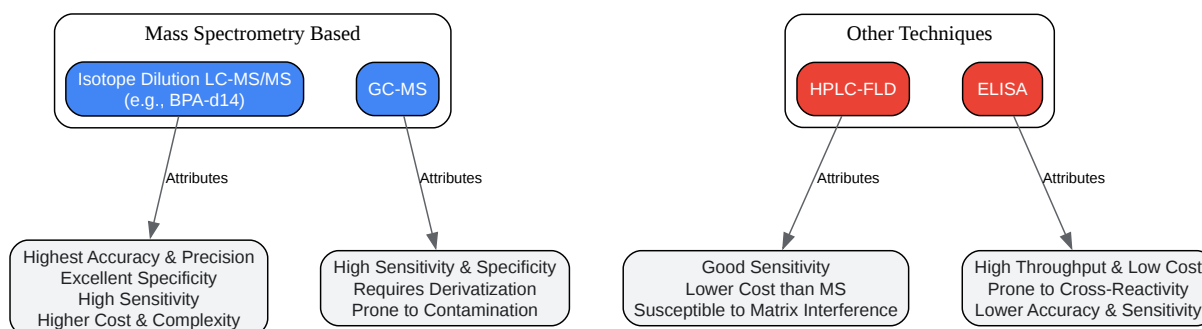 Mass Spectrometry Based
Other Techniques
Isotope Dilution LC-MS/MS
(e.g., BPA-d14)
GC-MS
HPLC-FLD
ELISA
Attributes
Attributes
Attributes
Attributes
Highest Accuracy & Precision
Excellent Specificity
High Sensitivity
Higher Cost & Complexity
High Sensitivity & Specificity
Requires Derivatization
Prone to Contamination
Good Sensitivity
Lower Cost than MS
Susceptible to Matrix Interference
High Throughput & Low Cost
Prone to Cross-Reactivity
Lower Accuracy & Sensitivity